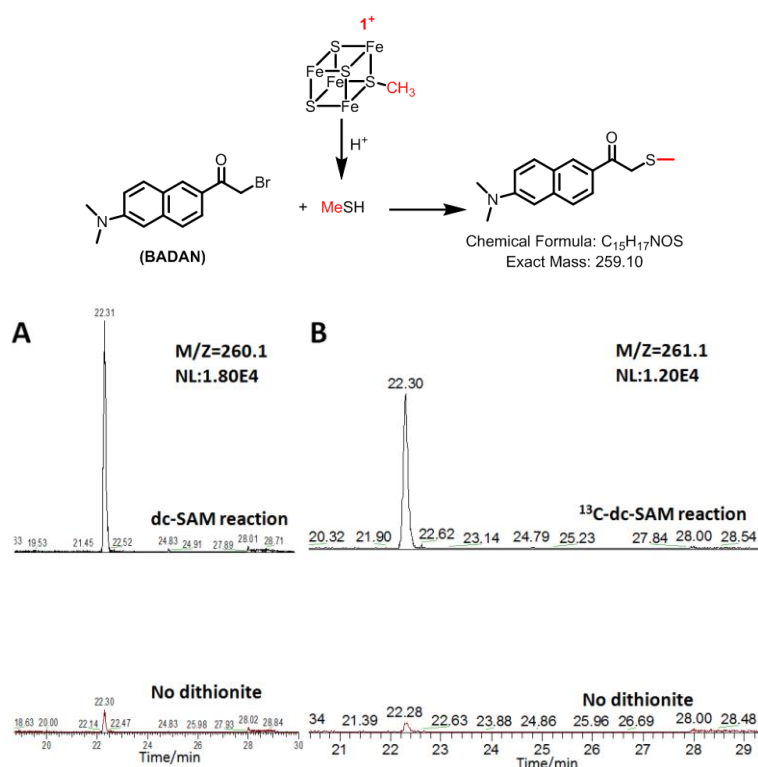 1+
S
Fe
Fe
S
Fe
S
CH3
S
Fe
H+
O
Br
N
(BADAN)
+ MeSH
O
S
N
Chemical Formula: C15H17NOS
Exact Mass: 259.10
A
22.31
M/Z=260.1
NL:1.80E4
dc-SAM reaction
19.53 21.45 22.52 24.83 24.91 27.89 28.01 28.71
B
22.30
M/Z=261.1
NL:1.20E4
13C-dc-SAM reaction
20.32 21.90 22.62 23.14 24.79 25.23 27.84 28.00 28.54
No dithionite
22.30
18.63 20.00 22.14 22.47 24.83 25.98 27.93 28.02 28.84
20 22 24 26 28 30
Time/min
No dithionite
34 21.39 22.28 22.63 23.88 24.86 25.96 26.69 28.00 28.48
21 22 23 24 25 26 27 28 29
Time/min